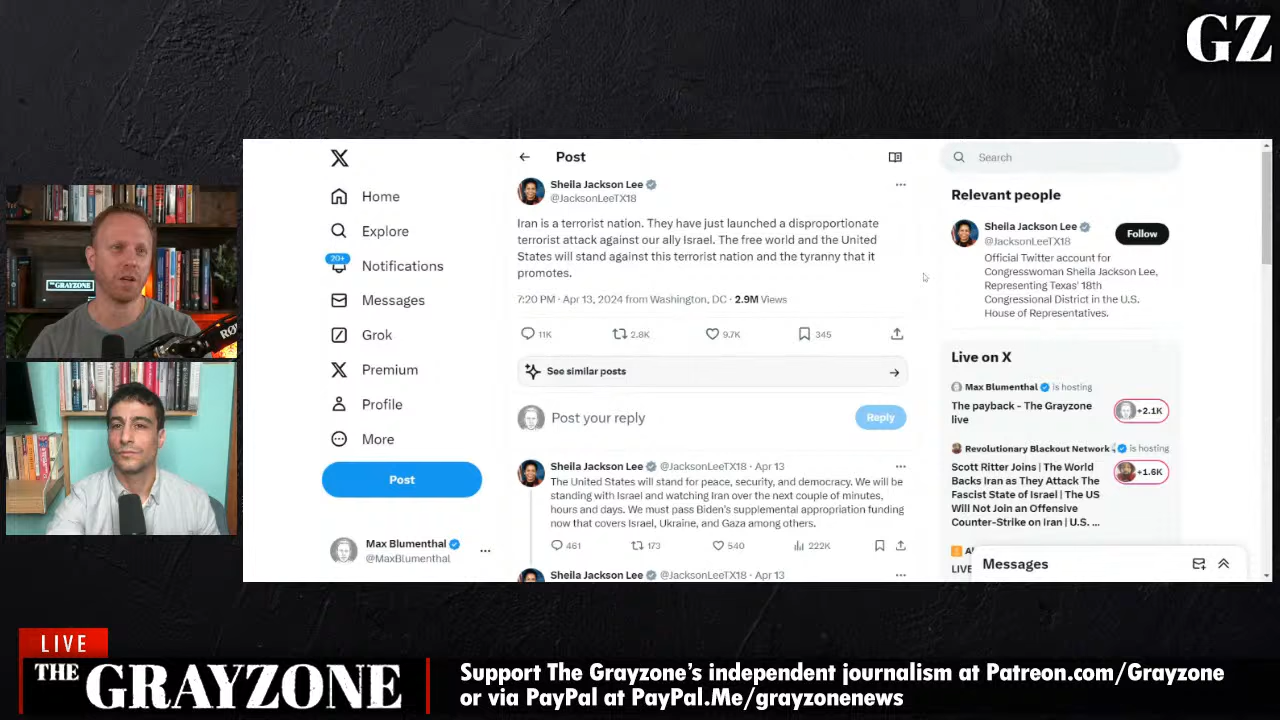 GZ
Post
Search
Home
Explore
20+
Notifications
Messages
Grok
Premium
Profile
More
Post
Max Blumenthal
@MaxBlumenthal
Sheila Jackson Lee
@JacksonLeeTX18
Iran is a terrorist nation. They have just launched a disproportionate
terrorist attack against our ally Israel. The free world and the United
States will stand against this terrorist nation and the tyranny that it
promotes.
7:20 PM · Apr 13, 2024 from Washington, DC · 2.9M Views
11K 2.8K 9.7K 345
See similar posts
Post your reply
Reply
Sheila Jackson Lee @JacksonLeeTX18 · Apr 13
The United States will stand for peace, security, and democracy. We will be
standing with Israel and watching Iran over the next couple of minutes,
hours and days. We must pass Biden's supplemental appropriation funding
now that covers Israel, Ukraine, and Gaza among others.
461 173 540 222K
Sheila Jackson Lee @JacksonLeeTX18 · Apr 13
Relevant people
Sheila Jackson Lee
@JacksonLeeTX18
Follow
Official Twitter account for
Congresswoman Sheila Jackson Lee,
Representing Texas' 18th
Congressional District in the U.S.
House of Representatives.
Live on X
Max Blumenthal is hosting
The payback - The Grayzone
live
+2.1K
Revolutionary Blackout Network is hosting
Scott Ritter Joins | The World
Backs Iran as They Attack The
Fascist State of Israel | The US
Will Not Join an Offensive
Counter-Strike on Iran | U.S. ...
+1.6K
LIVE
Messages
THE GRAYZONE
LIVE
THE GRAYZONE
Support The Grayzone's independent journalism at Patreon.com/Grayzone
or via PayPal at PayPal.Me/grayzonenews